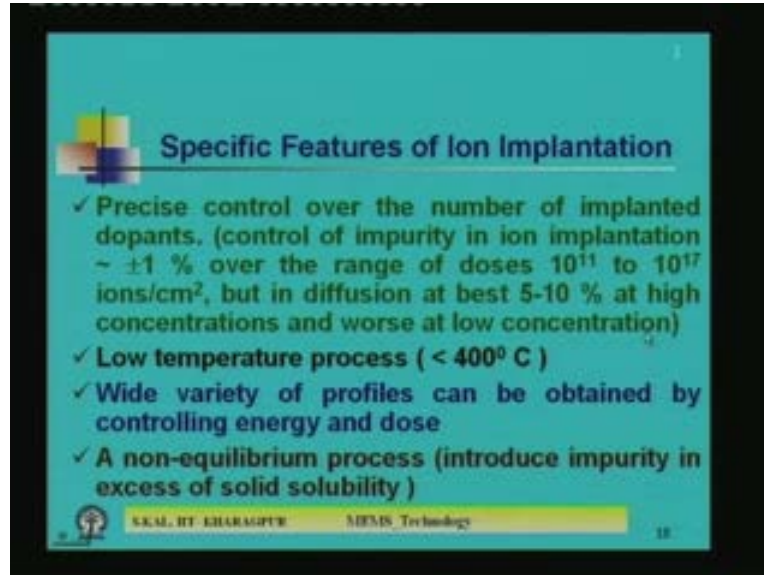 Specific Features of Ion Implantation
✓ Precise control over the number of implanted
dopants. (control of impurity in ion implantation
~ ±1 % over the range of doses 10¹¹ to 10¹⁷
ions/cm², but in diffusion at best 5-10 % at high
concentrations and worse at low concentration)
✓ Low temperature process ( < 400⁰ C )
✓ Wide variety of profiles can be obtained by
controlling energy and dose
✓ A non-equilibrium process (introduce impurity in
excess of solid solubility )
S.KAL, IIT- KHARAGPUR MEMS_Technology